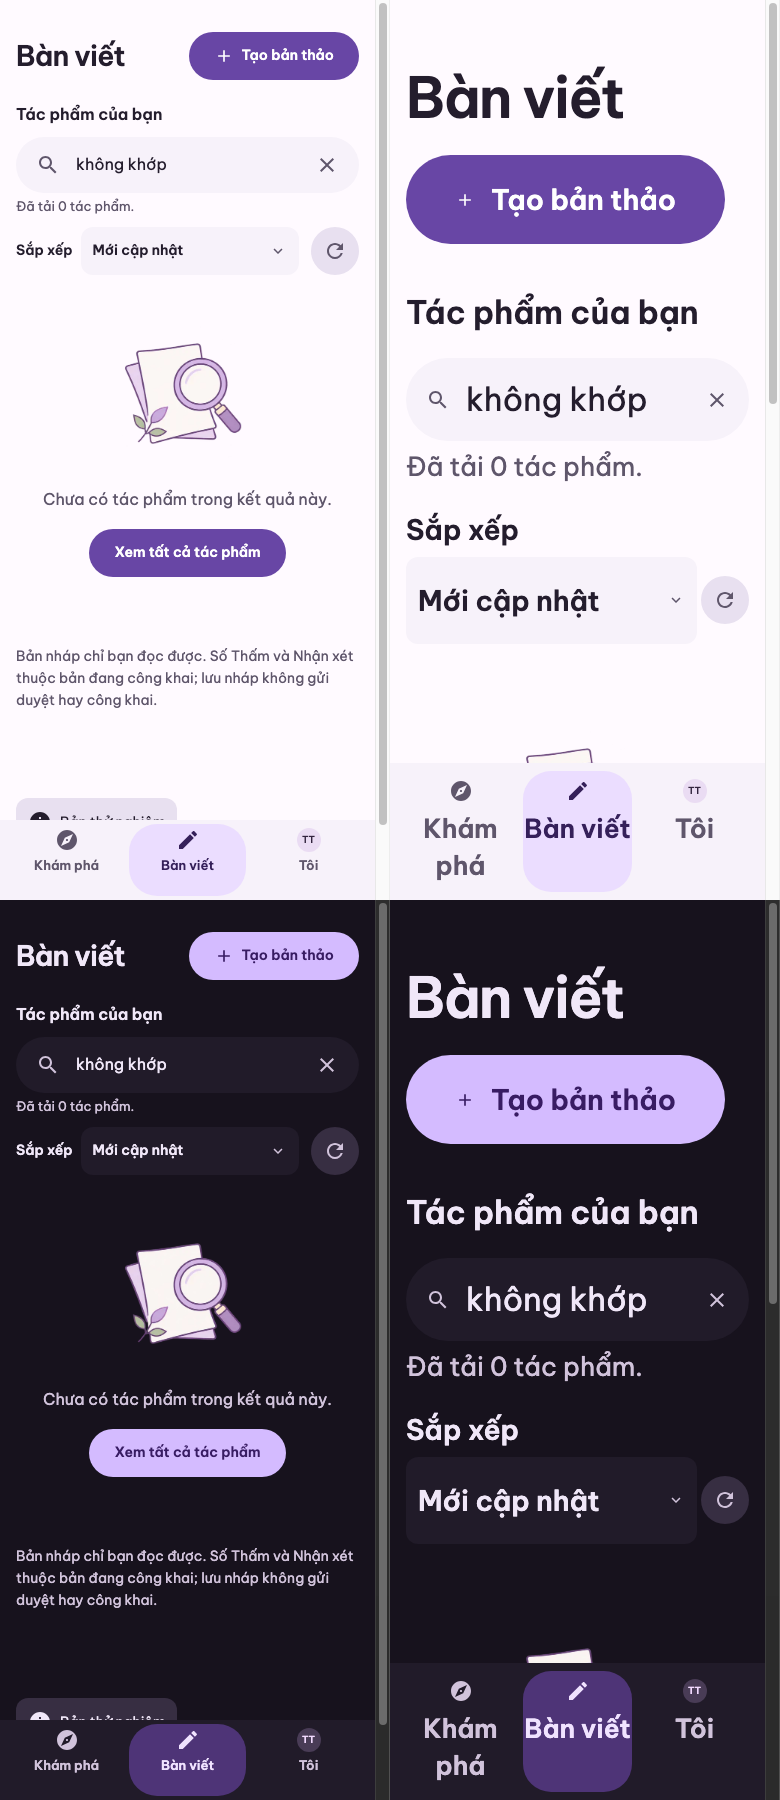 Bàn viết
Tạo bản thảo
Tác phẩm của bạn
không khớp
Đã tải 0 tác phẩm.
Sắp xếp
Mới cập nhật
Chưa có tác phẩm trong kết quả này.
Xem tất cả tác phẩm
Bản nháp chỉ bạn đọc được. Số Thấm và Nhận xét
thuộc bản đang công khai; lưu nháp không gửi
duyệt hay công khai.
Khám phá
Bàn viết
TT
Tôi
Bàn viết
Tạo bản thảo
Tác phẩm của bạn
không khớp
Đã tải 0 tác phẩm.
Sắp xếp
Mới cập nhật
Khám
phá
Bàn viết
TT
Tôi
Bàn viết
Tạo bản thảo
Tác phẩm của bạn
không khớp
Đã tải 0 tác phẩm.
Sắp xếp
Mới cập nhật
Chưa có tác phẩm trong kết quả này.
Xem tất cả tác phẩm
Bản nháp chỉ bạn đọc được. Số Thấm và Nhận xét
thuộc bản đang công khai; lưu nháp không gửi
duyệt hay công khai.
Khám phá
Bàn viết
TT
Tôi
Bàn viết
Tạo bản thảo
Tác phẩm của bạn
không khớp
Đã tải 0 tác phẩm.
Sắp xếp
Mới cập nhật
Khám
phá
Bàn viết
TT
Tôi